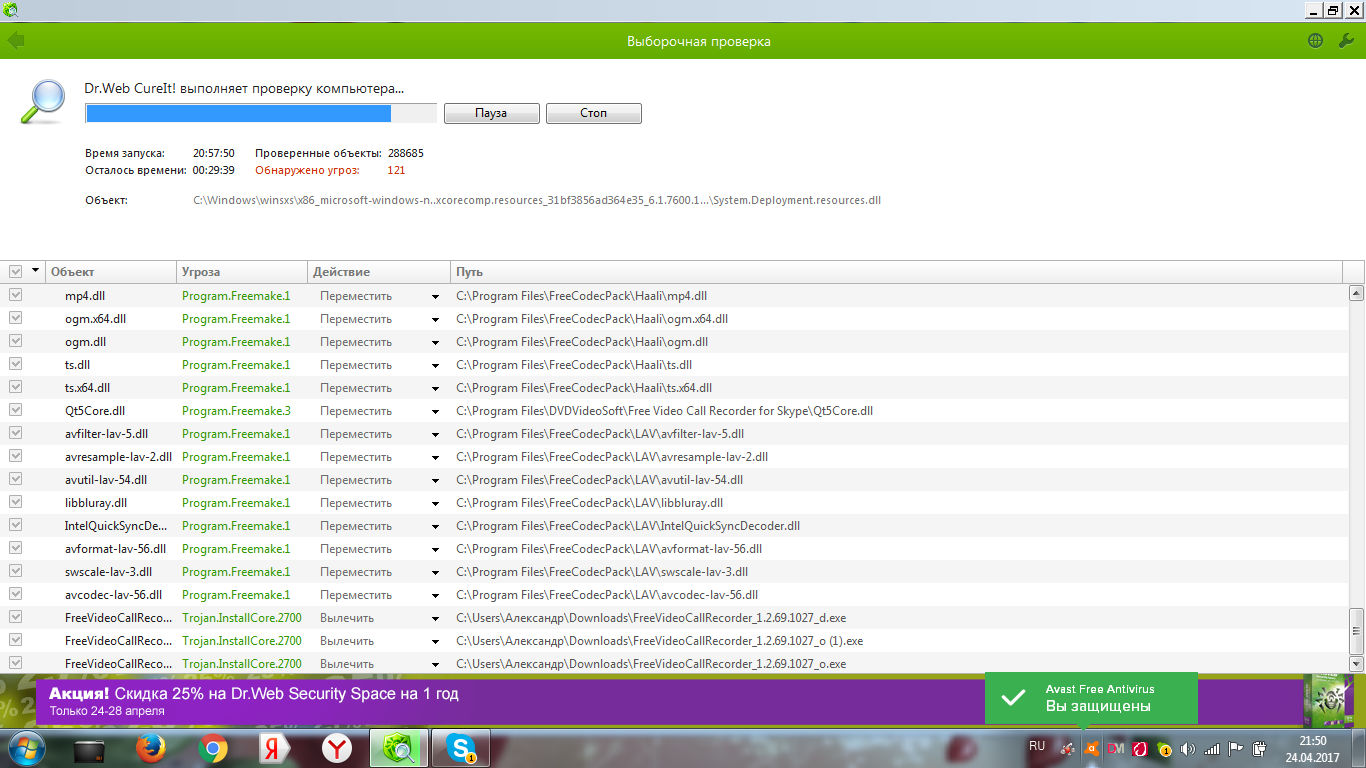 Выборочная проверка
Dr.Web CureIt! выполняет проверку компьютера...
Пауза Стоп
Время запуска: 20:57:50 Проверенные объекты: 288685
Осталось времени: 00:29:39 Обнаружено угроз: 121
Объект: C:\Windows\winsxs\x86_microsoft-windows-n..xcorecomp.resources_31bf3856ad364e35_6.1.7600.1...\System.Deployment.resources.dll
Объект Угроза Действие Путь
mp4.dll Program.Freemake.1 Переместить C:\Program Files\FreeCodecPack\Haali\mp4.dll
ogm.x64.dll Program.Freemake.1 Переместить C:\Program Files\FreeCodecPack\Haali\ogm.x64.dll
ogm.dll Program.Freemake.1 Переместить C:\Program Files\FreeCodecPack\Haali\ogm.dll
ts.dll Program.Freemake.1 Переместить C:\Program Files\FreeCodecPack\Haali\ts.dll
ts.x64.dll Program.Freemake.1 Переместить C:\Program Files\FreeCodecPack\Haali\ts.x64.dll
Qt5Core.dll Program.Freemake.3 Переместить C:\Program Files\DVDVideoSoft\Free Video Call Recorder for Skype\Qt5Core.dll
avfilter-lav-5.dll Program.Freemake.1 Переместить C:\Program Files\FreeCodecPack\LAV\avfilter-lav-5.dll
avresample-lav-2.dll Program.Freemake.1 Переместить C:\Program Files\FreeCodecPack\LAV\avresample-lav-2.dll
avutil-lav-54.dll Program.Freemake.1 Переместить C:\Program Files\FreeCodecPack\LAV\avutil-lav-54.dll
libbluray.dll Program.Freemake.1 Переместить C:\Program Files\FreeCodecPack\LAV\libbluray.dll
IntelQuickSyncDe... Program.Freemake.1 Переместить C:\Program Files\FreeCodecPack\LAV\IntelQuickSyncDecoder.dll
avformat-lav-56.dll Program.Freemake.1 Переместить C:\Program Files\FreeCodecPack\LAV\avformat-lav-56.dll
swscale-lav-3.dll Program.Freemake.1 Переместить C:\Program Files\FreeCodecPack\LAV\swscale-lav-3.dll
avcodec-lav-56.dll Program.Freemake.1 Переместить C:\Program Files\FreeCodecPack\LAV\avcodec-lav-56.dll
FreeVideoCallReco... Trojan.InstallCore.2700 Вылечить C:\Users\Александр\Downloads\FreeVideoCallRecorder_1.2.69.1027_d.exe
FreeVideoCallReco... Trojan.InstallCore.2700 Вылечить C:\Users\Александр\Downloads\FreeVideoCallRecorder_1.2.69.1027_o (1).exe
FreeVideoCallReco... Trojan.InstallCore.2700 Вылечить C:\Users\Александр\Downloads\FreeVideoCallRecorder_1.2.69.1027_o.exe
Акция! Скидка 25% на Dr.Web Security Space на 1 год
Только 24-28 апреля
Avast Free Antivirus
Вы защищены
RU DM 21:50
24.04.2017